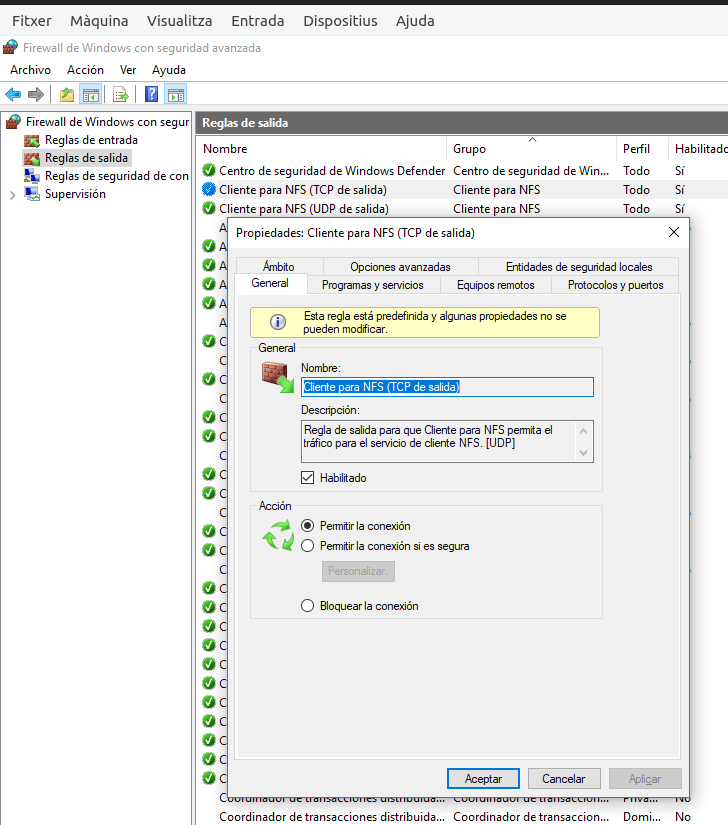 Fitxer Màquina Visualitza Entrada Dispositius Ajuda
Firewall de Windows con seguridad avanzada
Archivo Acción Ver Ayuda
Firewall de Windows con segur
Reglas de entrada
Reglas de salida
Reglas de seguridad de con
Supervisión
Reglas de salida
Nombre Grupo Perfil Habilitado
Centro de seguridad de Windows Defender Centro de seguridad de Win... Todo Sí
Cliente para NFS (TCP de salida) Cliente para NFS Todo Sí
Cliente para NFS (UDP de salida) Cliente para NFS Todo Sí
Propiedades: Cliente para NFS (TCP de salida)
Ámbito Opciones avanzadas Entidades de seguridad locales
General Programas y servicios Equipos remotos Protocolos y puertos
Esta regla está predefinida y algunas propiedades no se
pueden modificar.
General
Nombre:
Cliente para NFS (TCP de salida)
Descripción:
Regla de salida para que Cliente para NFS permita el
tráfico para el servicio de cliente NFS. [UDP]
Habilitado
Acción
Permitir la conexión
Permitir la conexión si es segura
Personalizar.
Bloquear la conexión
Aceptar Cancelar Aplicar
Coordinador de transacciones distribuida... Coordinador de transaccion... Priva... No
Coordinador de transacciones distribuida... Coordinador de transaccion... Domi... No